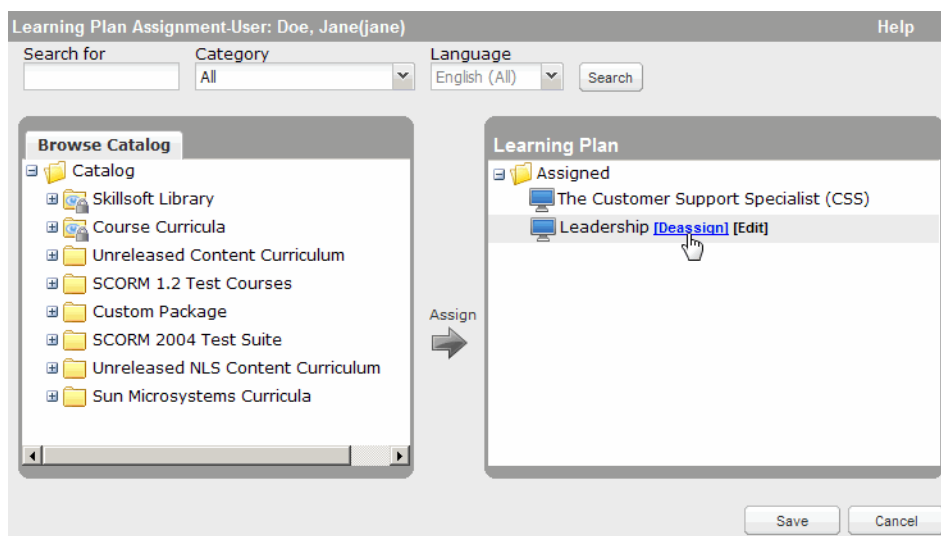 Learning Plan Assignment-User: Doe, Jane(jane) Help
Search for Category Language
All English (All) Search
Browse Catalog
Catalog
Skillsoft Library
Course Curricula
Unreleased Content Curriculum
SCORM 1.2 Test Courses
Custom Package
SCORM 2004 Test Suite
Unreleased NLS Content Curriculum
Sun Microsystems Curricula
Assign
Learning Plan
Assigned
The Customer Support Specialist (CSS)
Leadership [Deassign] [Edit]
Save Cancel